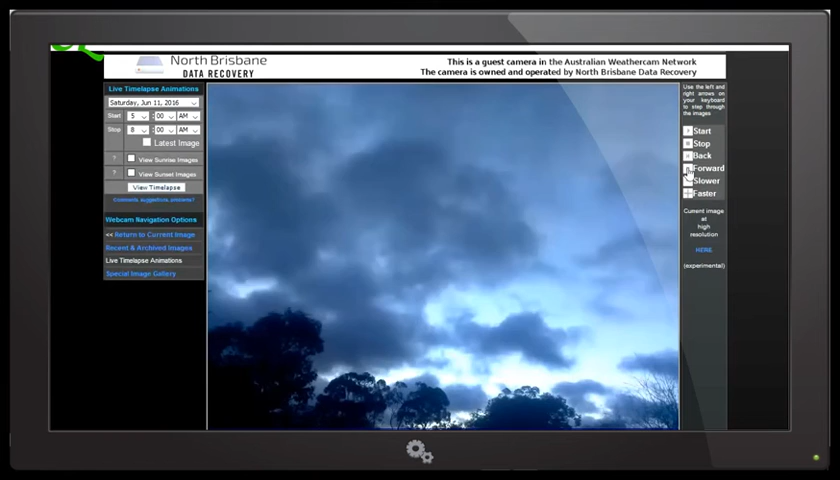 North Brisbane
DATA RECOVERY
This is a guest camera in the Australian Weathercam Network
The camera is owned and operated by North Brisbane Data Recovery
Live Timelapse Animations
Saturday, Jun 11, 2016
Start 5 : 00 AM
Stop 8 : 00 AM
Latest Image
? View Sunrise Images
? View Sunset Images
View Timelapse
Comments, suggestions, problems?
Webcam Navigation Options
<< Return to Current Image
Recent & Archived Images
Live Timelapse Animations
Special Image Gallery
Use the left and
right arrows on
your keyboard
to step through
the images
Start
Stop
Back
Forward
Slower
Faster
Current image
at
high
resolution
HERE
(experimental)